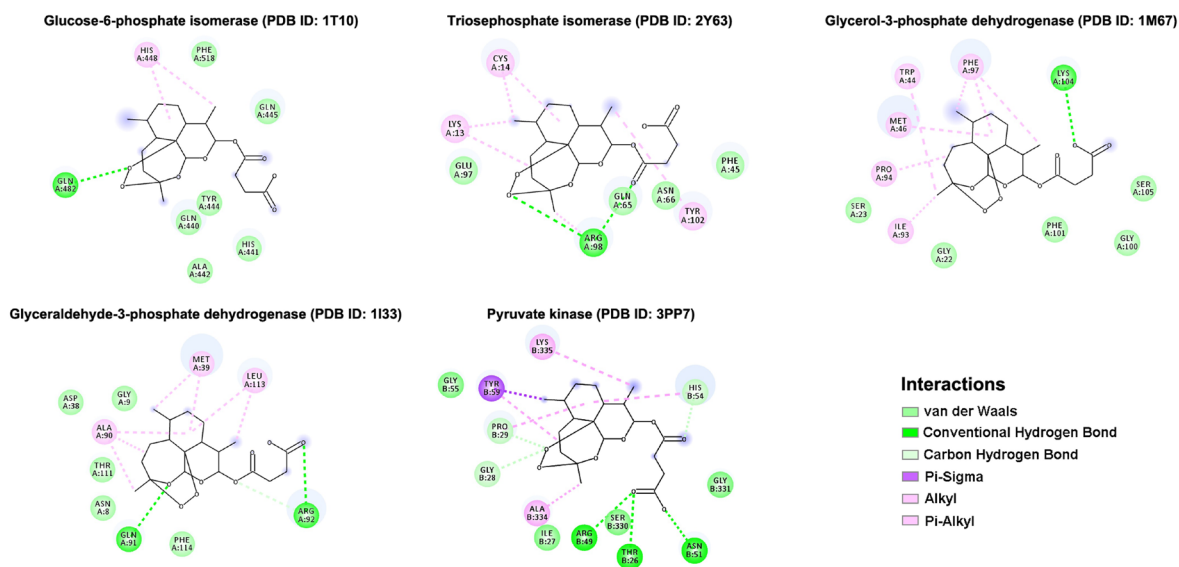 Glucose-6-phosphate isomerase (PDB ID: 1T10)
HIS
A:448
PHE
A:518
GLN
A:445
GLN
A:482
TYR
A:444
GLN
A:440
HIS
A:441
ALA
A:442
Triosephosphate isomerase (PDB ID: 2Y63)
CYS
A:14
LYS
A:13
GLU
A:97
PHE
A:45
GLN
A:65
ASN
A:66
TYR
A:102
ARG
A:98
Glycerol-3-phosphate dehydrogenase (PDB ID: 1M67)
TRP
A:44
PHE
A:97
LYS
A:104
MET
A:46
PRO
A:94
SER
A:23
ILE
A:93
GLY
A:22
PHE
A:101
SER
A:105
GLY
A:100
Glyceraldehyde-3-phosphate dehydrogenase (PDB ID: 1I33)
MET
A:39
LEU
A:113
ASP
A:38
GLY
A:9
ALA
A:90
THR
A:111
ASN
A:8
GLN
A:91
PHE
A:114
ARG
A:92
Pyruvate kinase (PDB ID: 3PP7)
LYS
B:335
GLY
B:55
TYR
B:59
HIS
B:54
PRO
B:29
GLY
B:28
ALA
B:334
ILE
B:27
ARG
B:49
SER
B:330
THR
B:26
ASN
B:51
GLY
B:331
Interactions
van der Waals
Conventional Hydrogen Bond
Carbon Hydrogen Bond
Pi-Sigma
Alkyl
Pi-Alkyl